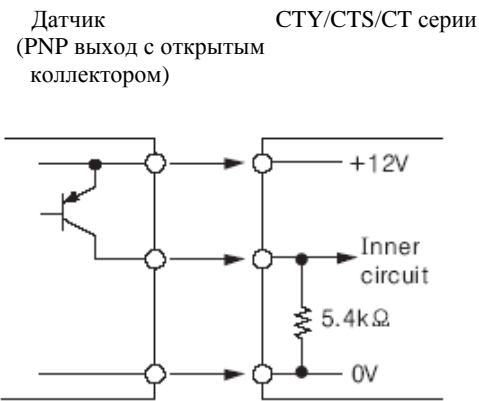 Датчик
CTY/CTS/CT серии
(PNP выход с открытым
коллектором)
+12V
Inner
circuit
5.4kΩ
0V